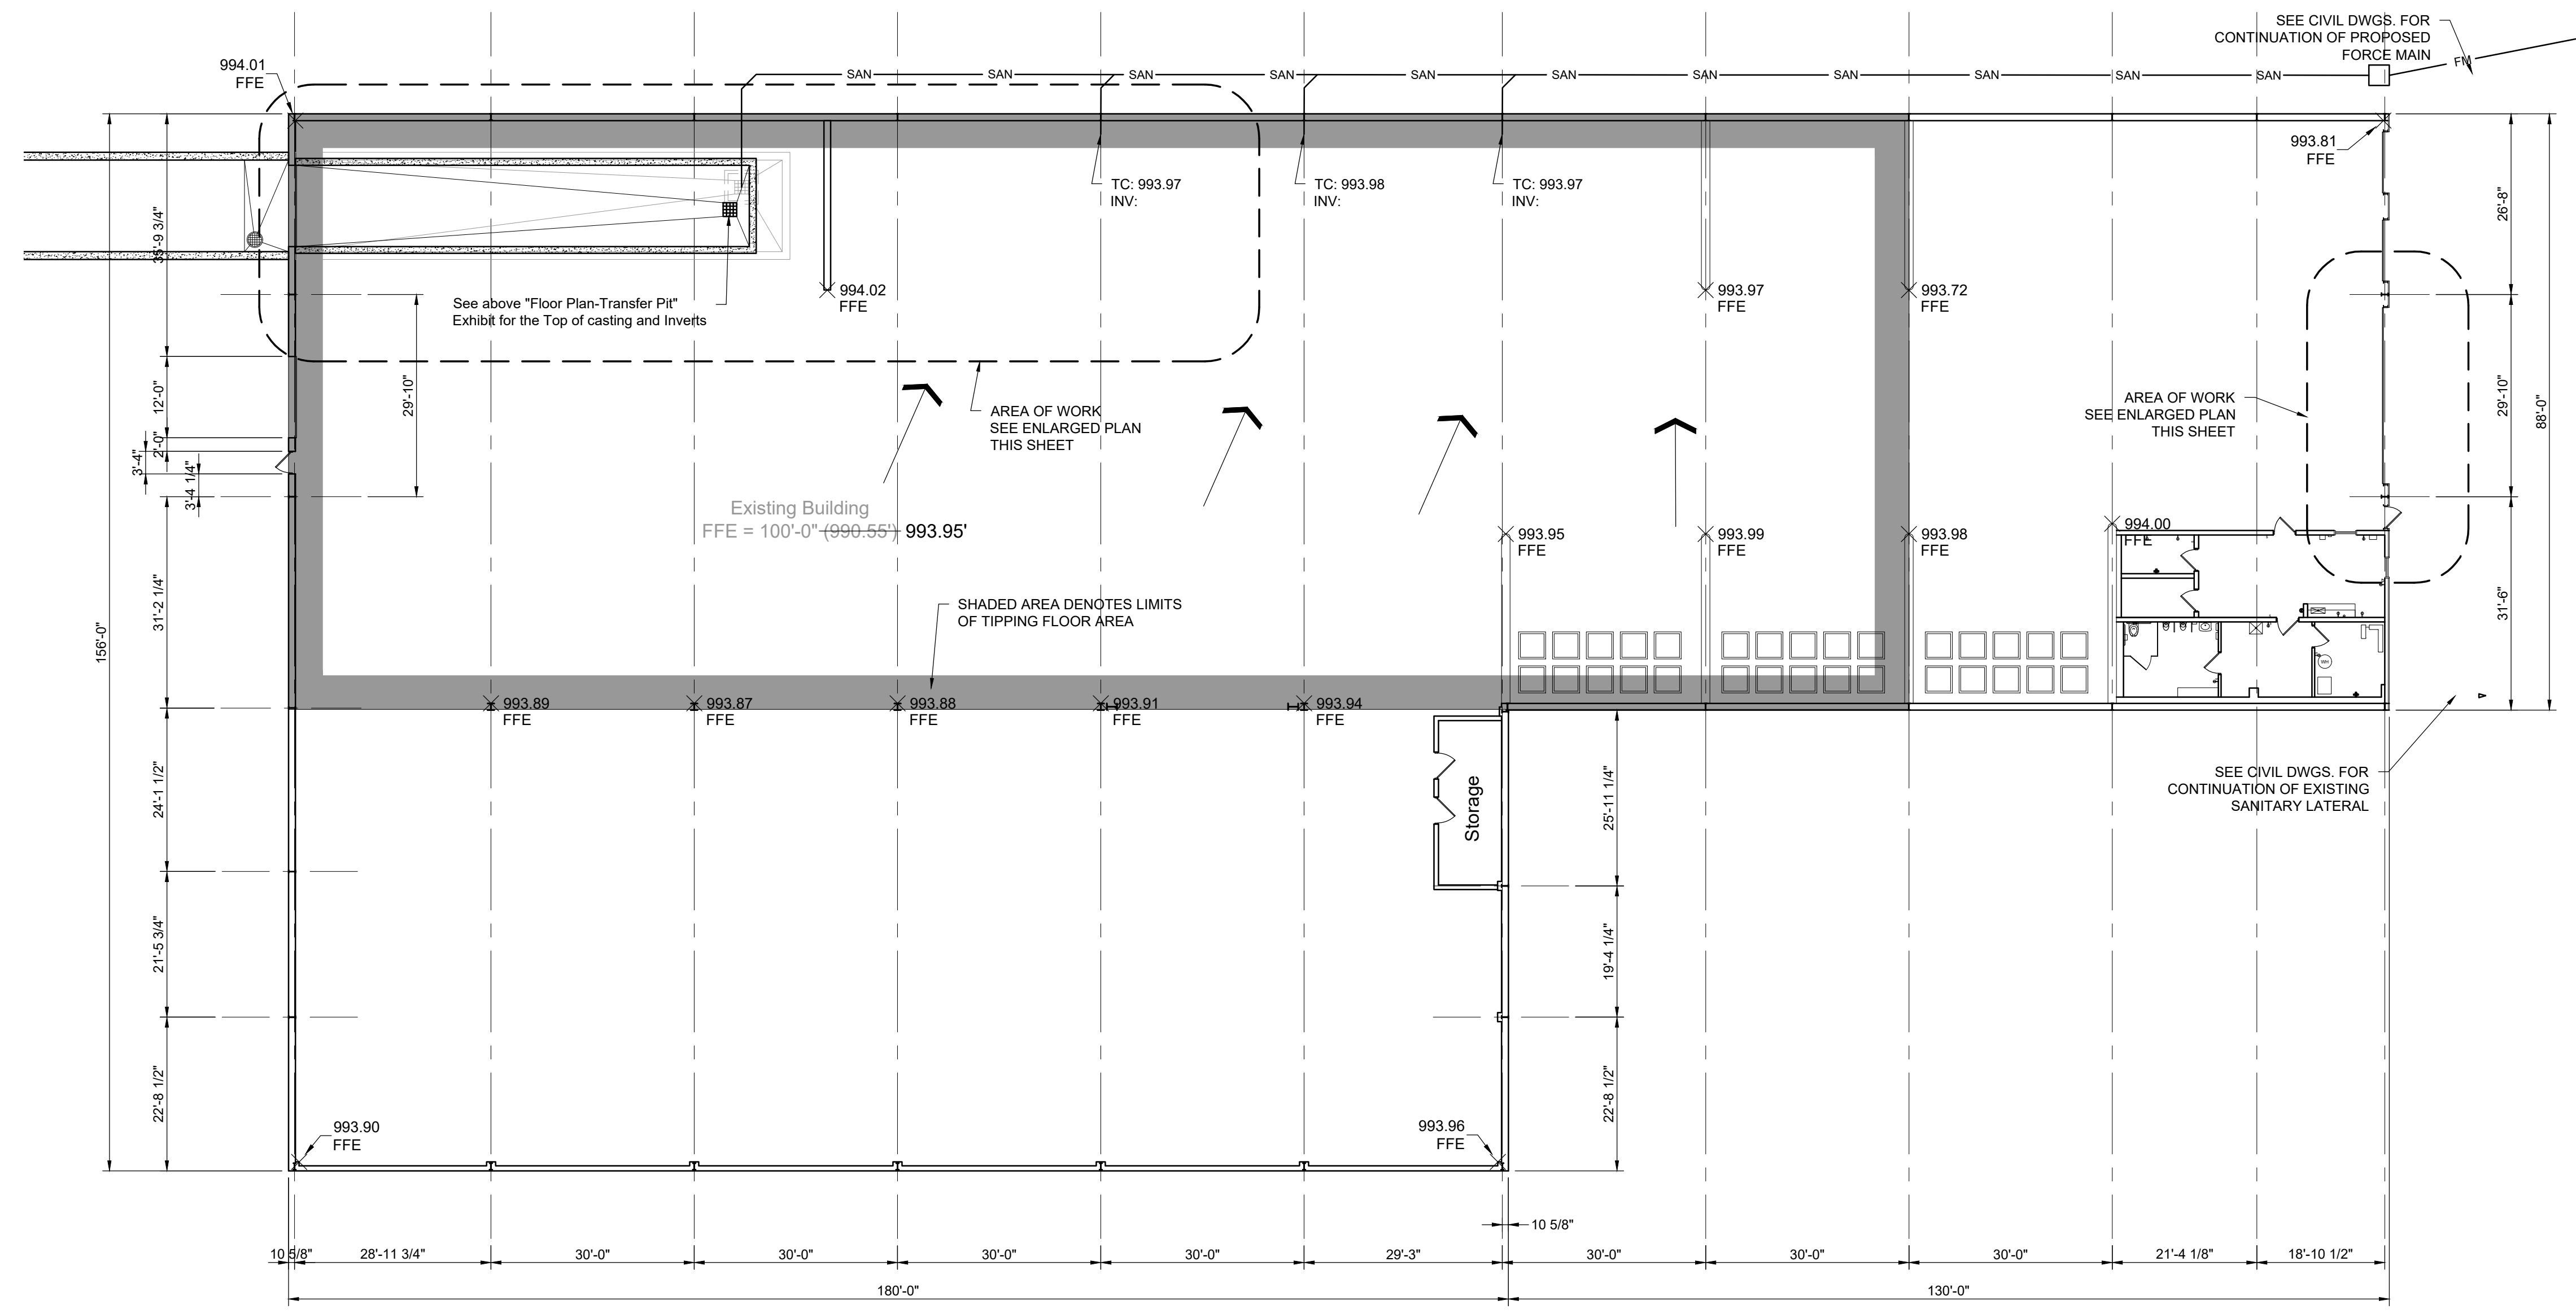 SEE CIVIL DWGS. FOR
CONTINUATION OF PROPOSED
FORCE MAIN
FM
994.01
FFE
SAN
SAN
SAN
SAN
SAN
SAN
SAN
SAN
SAN
SAN
SAN
993.81
FFE
TC: 993.97
INV:
TC: 993.98
INV:
TC: 993.97
INV:
35'-9 3/4"
26'-8"
See above "Floor Plan-Transfer Pit"
Exhibit for the Top of casting and Inverts
994.02
FFE
993.97
FFE
993.72
FFE
12'-0"
29'-10"
29'-10"
88'-0"
AREA OF WORK
SEE ENLARGED PLAN
THIS SHEET
AREA OF WORK
SEE ENLARGED PLAN
THIS SHEET
2'-0"
3'-4"
3'-4 1/4"
Existing Building
FFE = 100'-0" (990.55') 993.95'
993.95
FFE
993.99
FFE
993.98
FFE
994.00
FFE
31'-2 1/4"
156'-0"
31'-6"
SHADED AREA DENOTES LIMITS
OF TIPPING FLOOR AREA
WH
993.89
FFE
993.87
FFE
993.88
FFE
993.91
FFE
993.94
FFE
24'-1 1/2"
Storage
25'-11 1/4"
SEE CIVIL DWGS. FOR
CONTINUATION OF EXISTING
SANITARY LATERAL
21'-5 3/4"
19'-4 1/4"
22'-8 1/2"
22'-8 1/2"
993.90
FFE
993.96
FFE
10 5/8"
10 5/8"
28'-11 3/4"
30'-0"
30'-0"
30'-0"
30'-0"
29'-3"
30'-0"
30'-0"
30'-0"
21'-4 1/8"
18'-10 1/2"
180'-0"
130'-0"